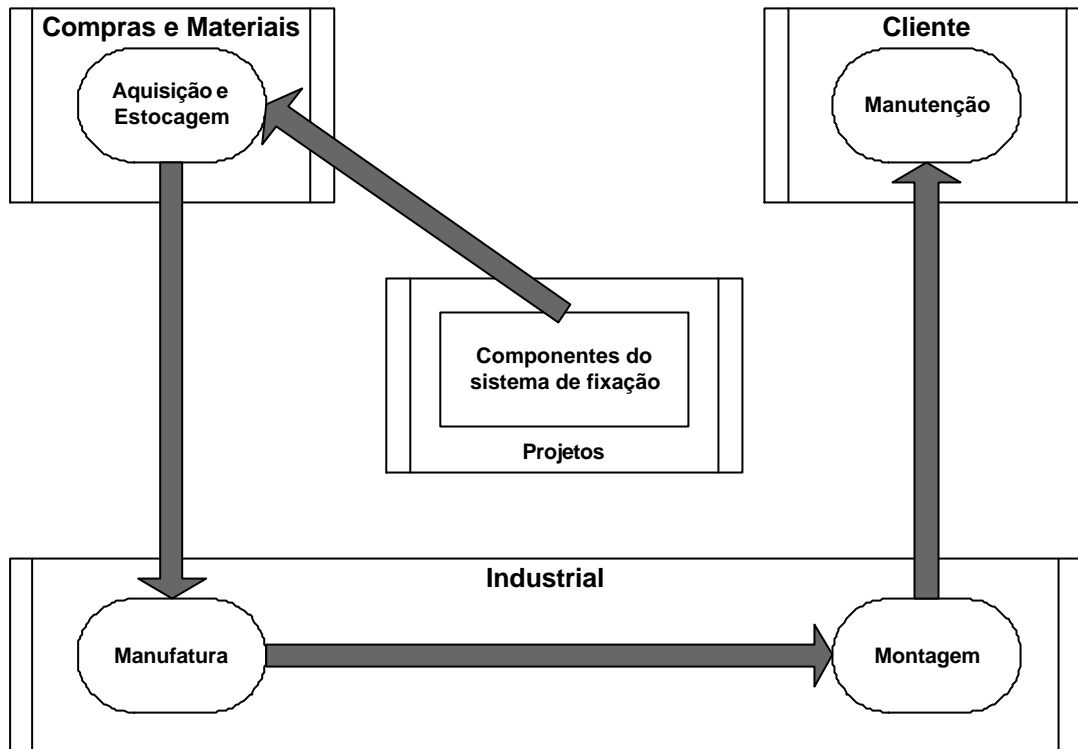 Compras e Materiais
Aquisição e
Estocagem
Cliente
Manutenção
Componentes do
sistema de fixação
Projetos
Industrial
Manufatura
Montagem